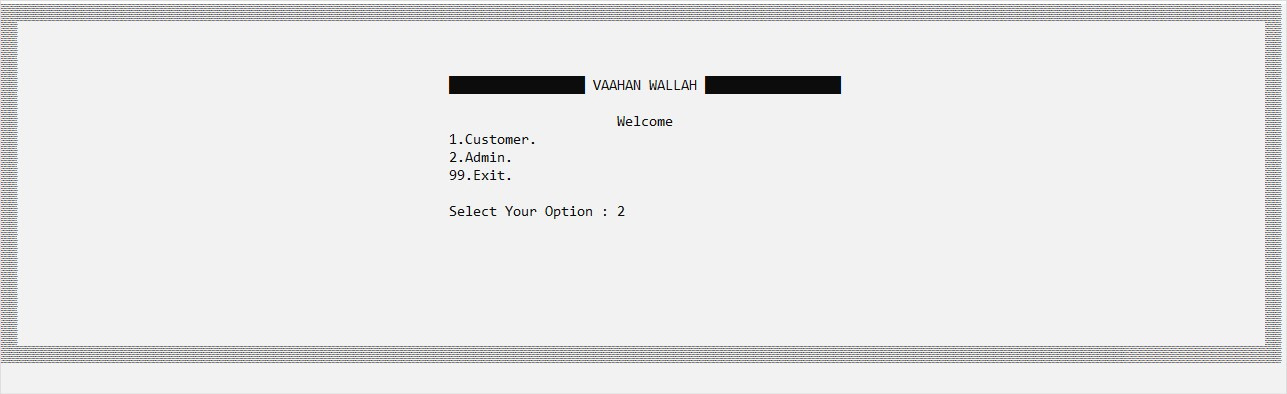 VAAHAN WALLAH
Welcome
1.Customer.
2.Admin.
99.Exit.
Select Your Option : 2